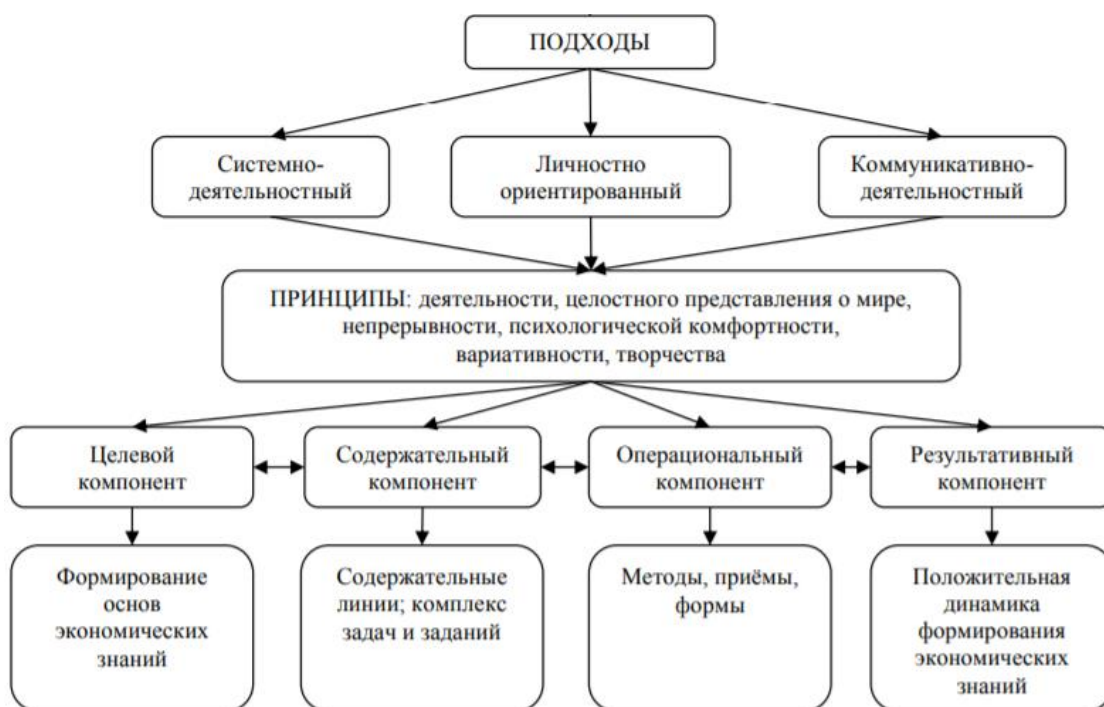 ПОДХОДЫ
Системно-
деятельностный
Личностно
ориентированный
Коммуникативно-
деятельностный
ПРИНЦИПЫ: деятельности, целостного представления о мире,
непрерывности, психологической комфортности,
вариативности, творчества
Целевой
компонент
Содержательный
компонент
Операциональный
компонент
Результативный
компонент
Формирование
основ
экономических
знаний
Содержательные
линии; комплекс
задач и заданий
Методы, приёмы,
формы
Положительная
динамика
формирования
экономических
знаний